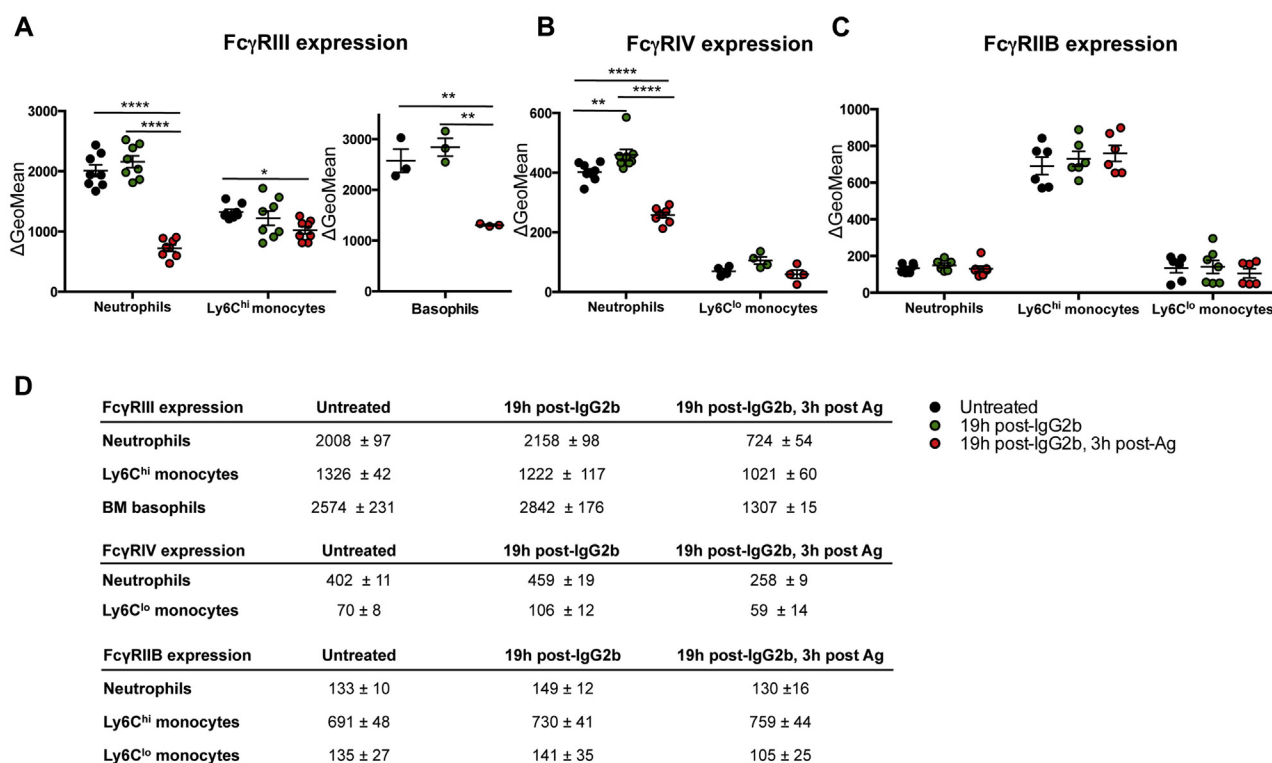 A
FcγRIII expression
ΔGeoMean
3000
2000
1000
0
****
****
*
Neutrophils
Ly6Chi monocytes
ΔGeoMean
3000
2000
1000
0
**
**
Basophils
B
FcγRIV expression
ΔGeoMean
600
400
200
0
****
****
**
Neutrophils
Ly6Clo monocytes
C
FcγRIIB expression
ΔGeoMean
1000
800
600
400
200
0
Neutrophils
Ly6Chi monocytes
Ly6Clo monocytes
D
FcγRIII expression Untreated 19h post-IgG2b 19h post-IgG2b, 3h post Ag
Neutrophils 2008 ± 97 2158 ± 98 724 ± 54
Ly6Chi monocytes 1326 ± 42 1222 ± 117 1021 ± 60
BM basophils 2574 ± 231 2842 ± 176 1307 ± 15
FcγRIV expression Untreated 19h post-IgG2b 19h post-IgG2b, 3h post Ag
Neutrophils 402 ± 11 459 ± 19 258 ± 9
Ly6Clo monocytes 70 ± 8 106 ± 12 59 ± 14
FcγRIIB expression Untreated 19h post-IgG2b 19h post-IgG2b, 3h post Ag
Neutrophils 133 ± 10 149 ± 12 130 ±16
Ly6Chi monocytes 691 ± 48 730 ± 41 759 ± 44
Ly6Clo monocytes 135 ± 27 141 ± 35 105 ± 25
Untreated
19h post-IgG2b
19h post-IgG2b, 3h post-Ag